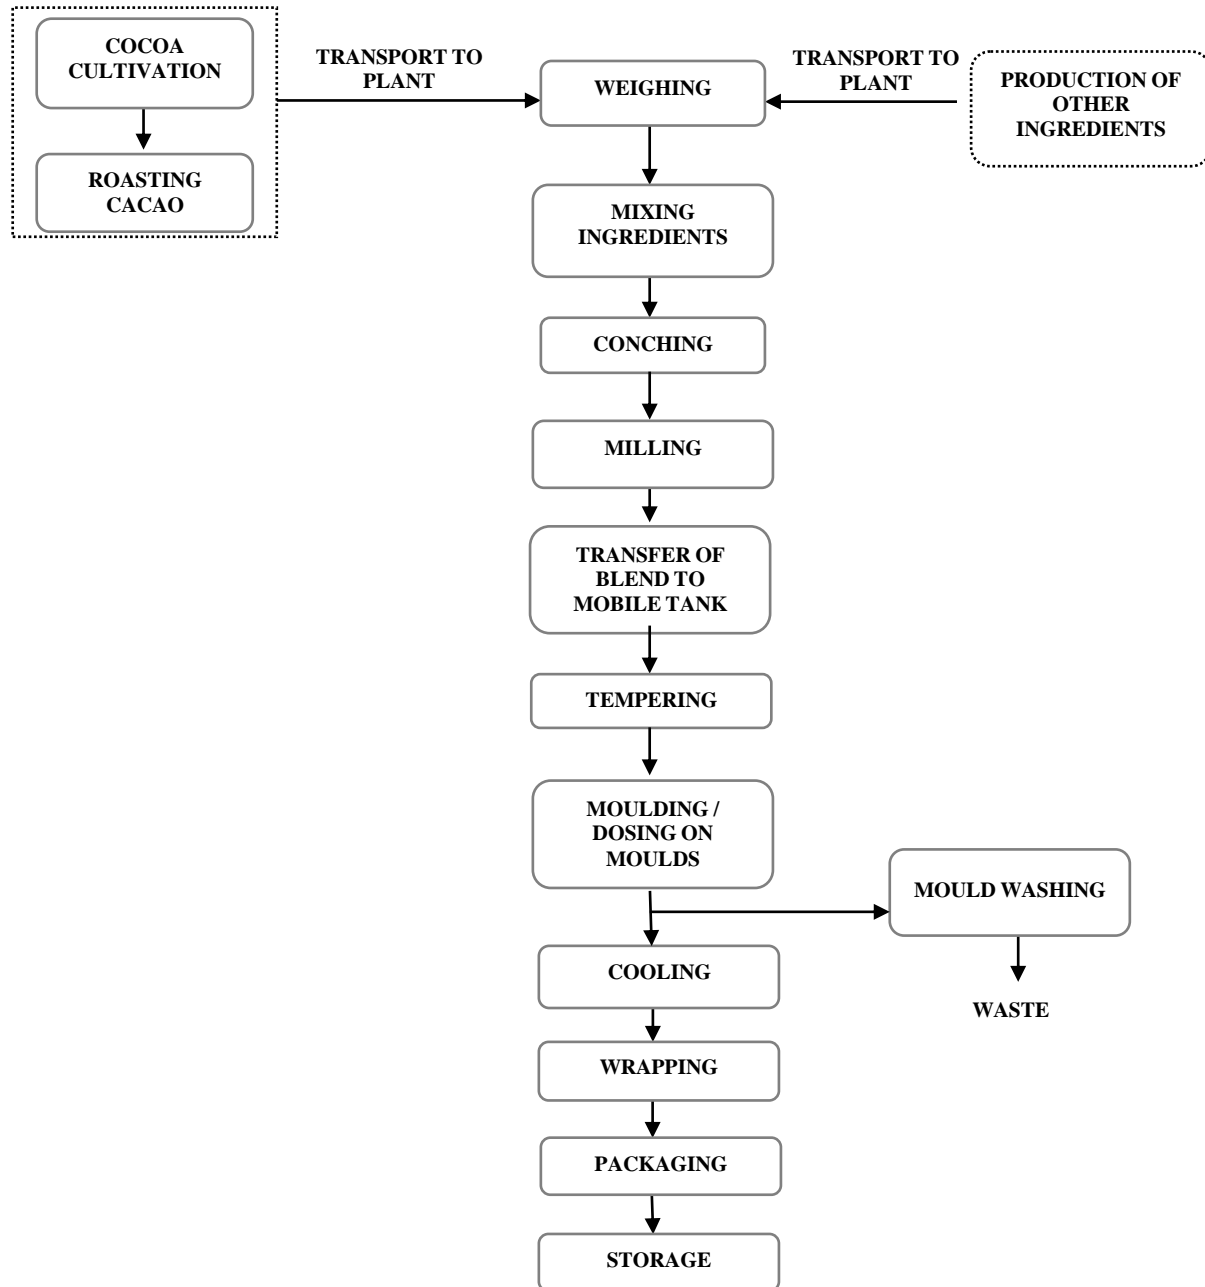 COCOA
CULTIVATION
ROASTING
CACAO
TRANSPORT TO
PLANT
WEIGHING
TRANSPORT TO
PLANT
PRODUCTION OF
OTHER
INGREDIENTS
MIXING
INGREDIENTS
CONCHING
MILLING
TRANSFER OF
BLEND TO
MOBILE TANK
TEMPERING
MOULDING /
DOSING ON
MOULDS
MOULD WASHING
WASTE
COOLING
WRAPPING
PACKAGING
STORAGE